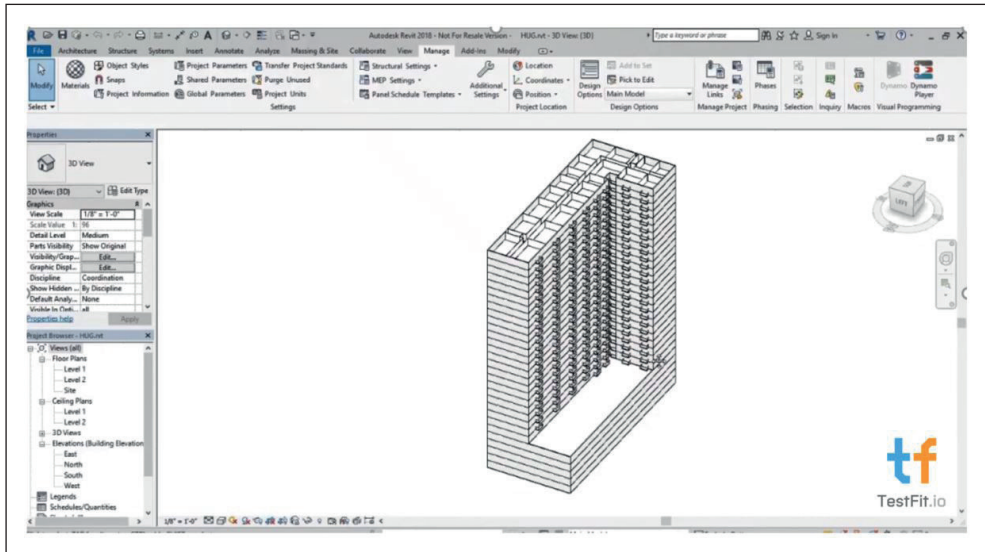 Autodesk Revit 2018 - Not For Resale Version - HUG.rvt - 3D View: {3D}
Type a keyword or phrase
Sign In
File Architecture Structure Systems Insert Annotate Analyze Massing & Site Collaborate View Manage Add-Ins Modify
Modify
Materials
Object Styles
Snaps
Project Information
Project Parameters
Shared Parameters
Global Parameters
Transfer Project Standards
Purge Unused
Project Units
Structural Settings
MEP Settings
Panel Schedule Templates
Additional Settings
Location
Coordinates
Position
Design Options
Add to Set
Pick to Edit
Main Model
Manage Links
Phases
Dynamo
Dynamo Player
Select
Settings
Project Location
Design Options
Manage Project
Phasing
Selection
Inquiry
Macros
Visual Programming
Properties
3D View
3D View: {3D}
Edit Type
Graphics
View Scale 1/8" = 1'-0"
Scale Value 1: 96
Detail Level Medium
Parts Visibility Show Original
Visibility/Grap... Edit...
Graphic Displ... Edit...
Discipline Coordination
Show Hidden ... By Discipline
Default Analy... None
Visible In Opti... all
Properties help
Apply
Project Browser - HUG.rvt
Views (all)
Floor Plans
Level 1
Level 2
Site
Ceiling Plans
Level 1
Level 2
3D Views
Elevations (Building Elevation
East
North
South
West
Legends
Schedules/Quantities
LEFT
1/8" = 1'-0"
tf
TestFit.io